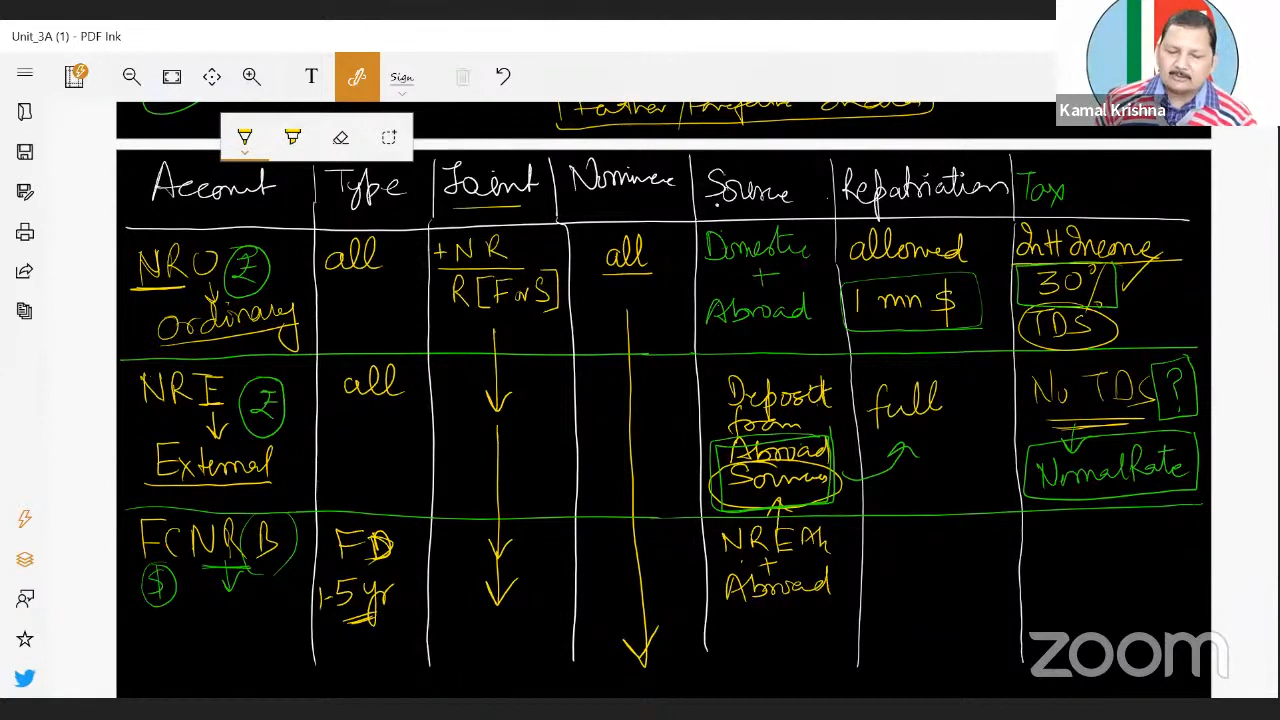 Unit_3A (1) - PDF Ink
T
Sign
Kamal Krishna
Account Type Joint Nominee Source Repatriation Tax
NRO ₹ all + NR all Domestic allowed Int Income
R [F or S] + 1 mn $ 30%
Ordinary Abroad TDS
NRE ₹ all Deposit full No TDS ?
from
External Abroad Normal Rate
Sources
FCNR(B) FD NRE A/c
$ 1-5 yr +
Abroad
zoom